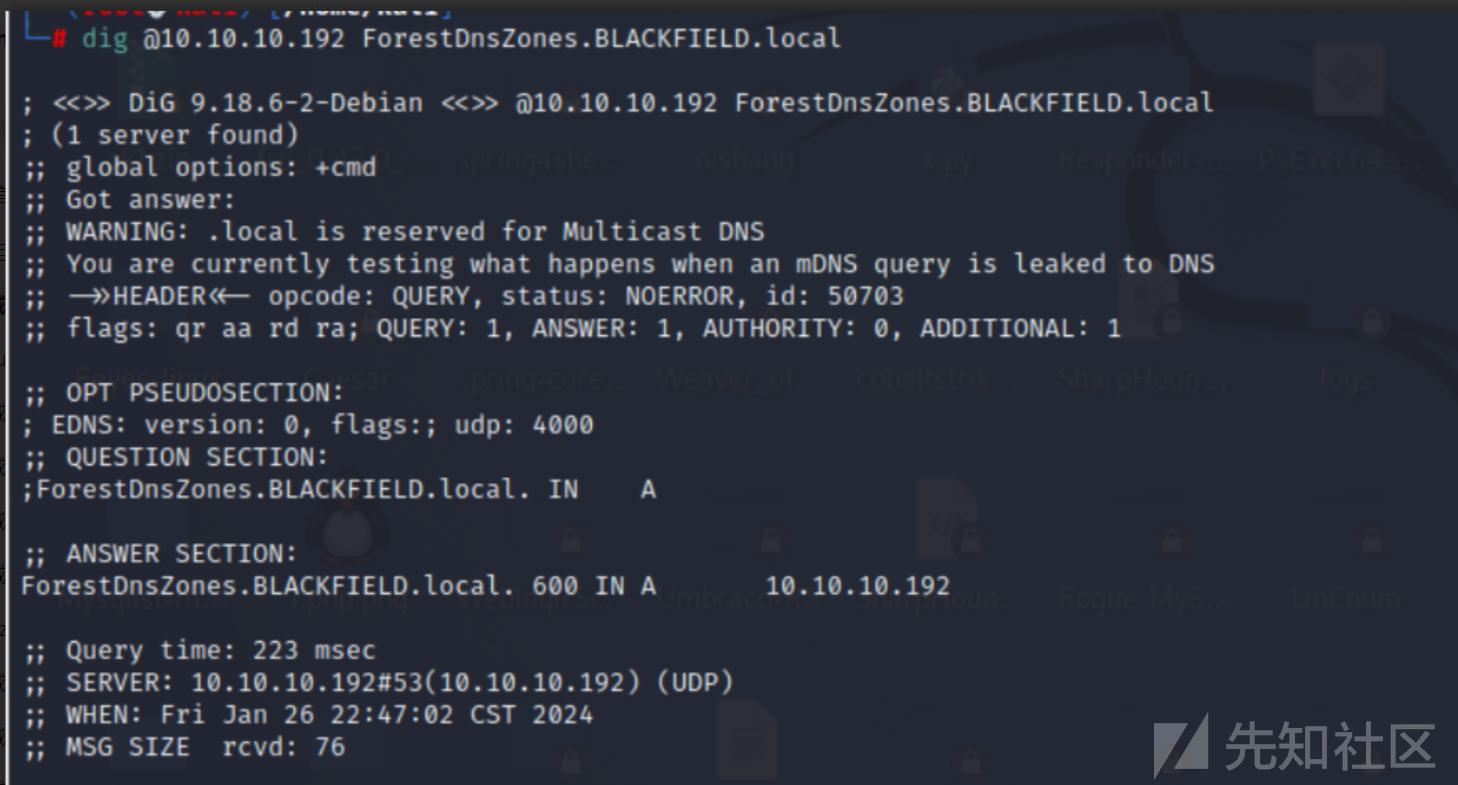 (root㉿kali) [/home/kali]
└─# dig @10.10.10.192 ForestDnsZones.BLACKFIELD.local
; <<>> DiG 9.18.6-2-Debian <<>> @10.10.10.192 ForestDnsZones.BLACKFIELD.local
; (1 server found)
;; global options: +cmd
;; Got answer:
;; WARNING: .local is reserved for Multicast DNS
;; You are currently testing what happens when an mDNS query is leaked to DNS
;; ->>HEADER<<- opcode: QUERY, status: NOERROR, id: 50703
;; flags: qr aa rd ra; QUERY: 1, ANSWER: 1, AUTHORITY: 0, ADDITIONAL: 1
;; OPT PSEUDOSECTION:
; EDNS: version: 0, flags:; udp: 4000
;; QUESTION SECTION:
;ForestDnsZones.BLACKFIELD.local. IN A
;; ANSWER SECTION:
ForestDnsZones.BLACKFIELD.local. 600 IN A 10.10.10.192
;; Query time: 223 msec
;; SERVER: 10.10.10.192#53(10.10.10.192) (UDP)
;; WHEN: Fri Jan 26 22:47:02 CST 2024
;; MSG SIZE rcvd: 76
先知社区